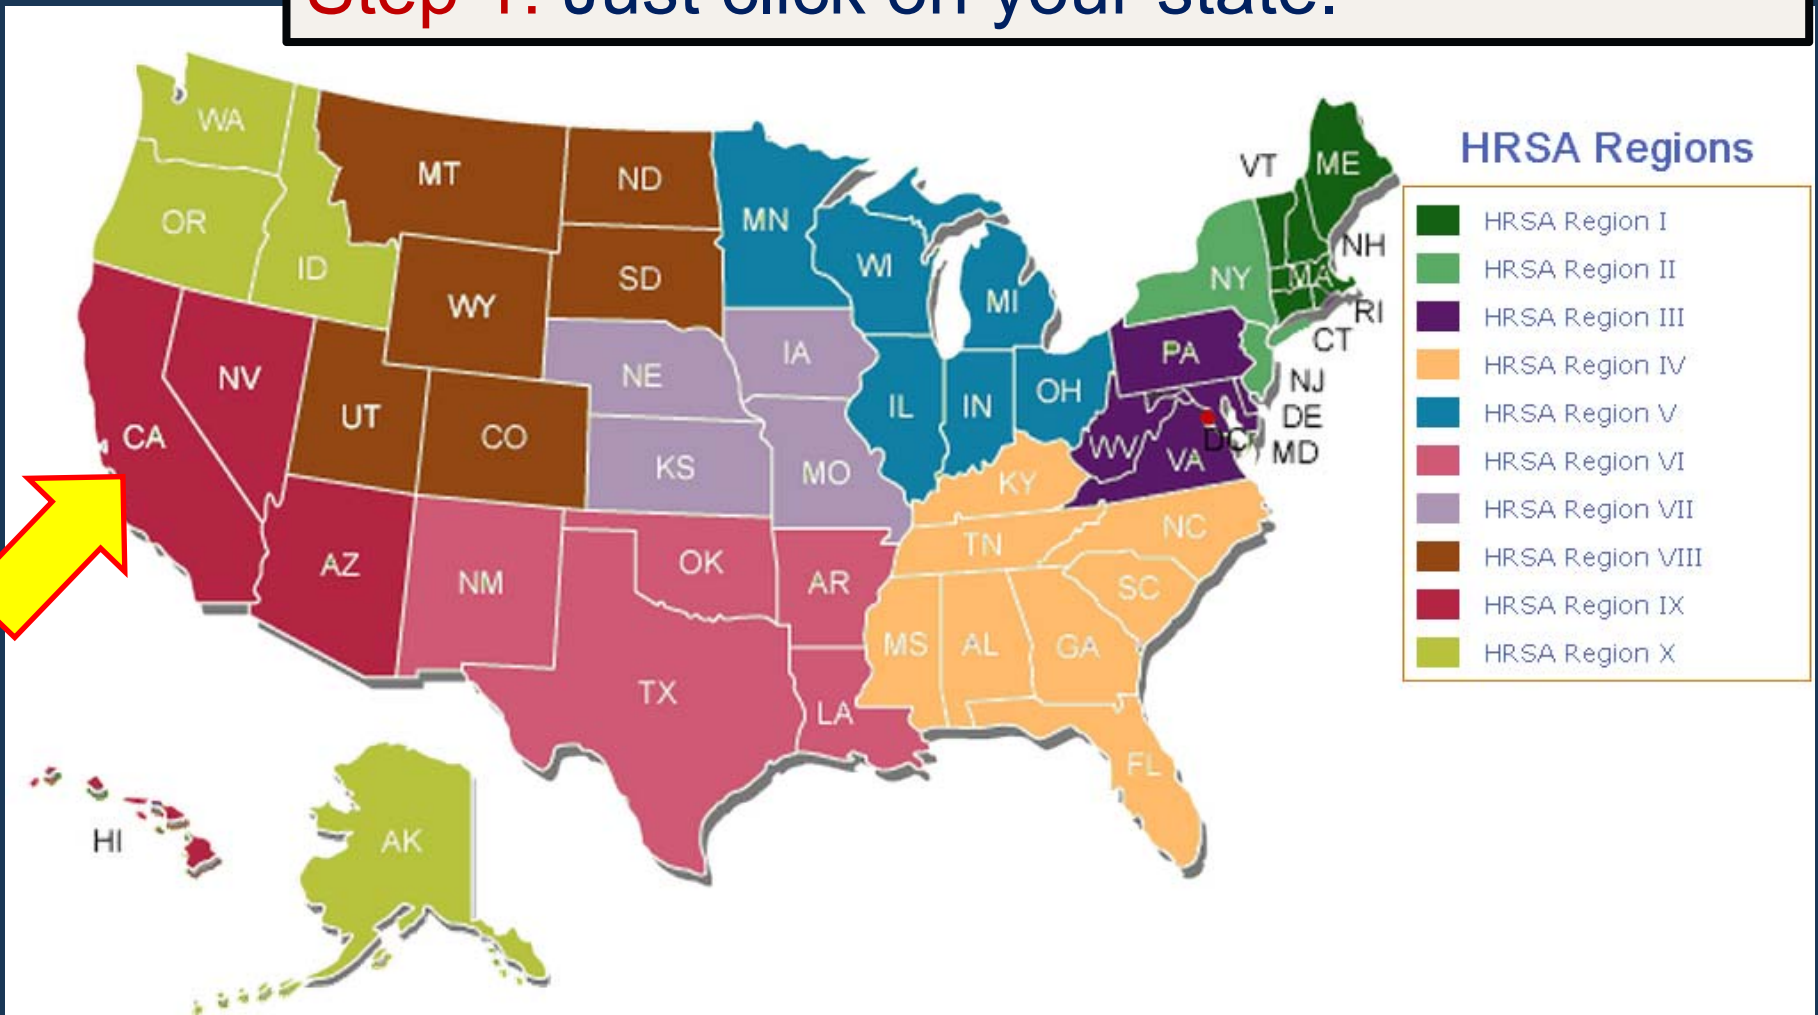 Step 1: Just click on your state.
HRSA Regions
HRSA Region I
HRSA Region II
HRSA Region III
HRSA Region IV
HRSA Region V
HRSA Region VI
HRSA Region VII
HRSA Region VIII
HRSA Region IX
HRSA Region X
WA
OR
ID
MT
ND
SD
WY
MN
WI
MI
VT
ME
NH
NY
MA
RI
CT
PA
NJ
DE
DC
MD
WV
VA
OH
IN
IL
IA
NE
NV
UT
CO
CA
KS
MO
KY
TN
NC
SC
AZ
NM
OK
AR
MS
AL
GA
TX
LA
FL
HI
AK